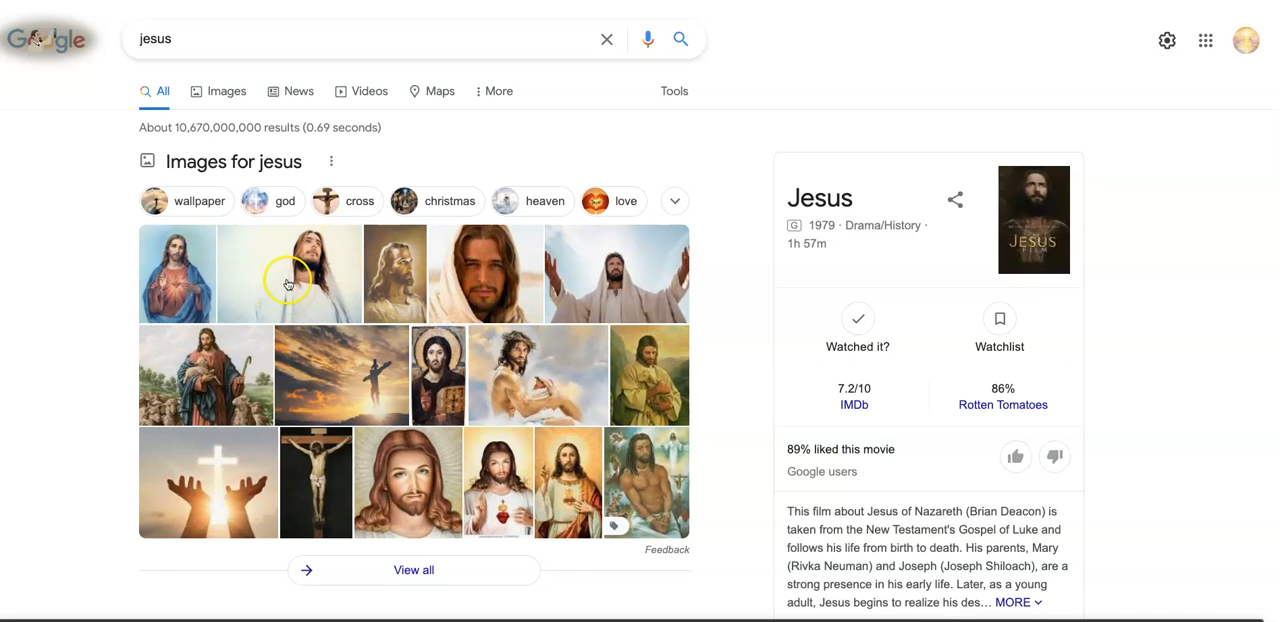 Google
jesus
All
Images
News
Videos
Maps
More
Tools
About 10,670,000,000 results (0.69 seconds)
Images for jesus
wallpaper
god
cross
christmas
heaven
love
Feedback
View all
Jesus
G 1979 · Drama/History ·
1h 57m
JESUS
FILM
Watched it?
Watchlist
7.2/10
IMDb
86%
Rotten Tomatoes
89% liked this movie
Google users
This film about Jesus of Nazareth (Brian Deacon) is
taken from the New Testament's Gospel of Luke and
follows his life from birth to death. His parents, Mary
(Rivka Neuman) and Joseph (Joseph Shiloach), are a
strong presence in his early life. Later, as a young
adult, Jesus begins to realize his des… MORE